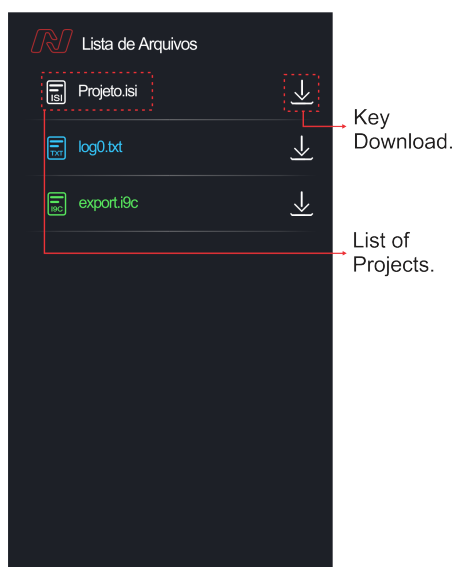 Lista de Arquivos
ISI Projeto.isi
TXT log0.txt
I9C export.i9c
Key
Download.
List of
Projects.